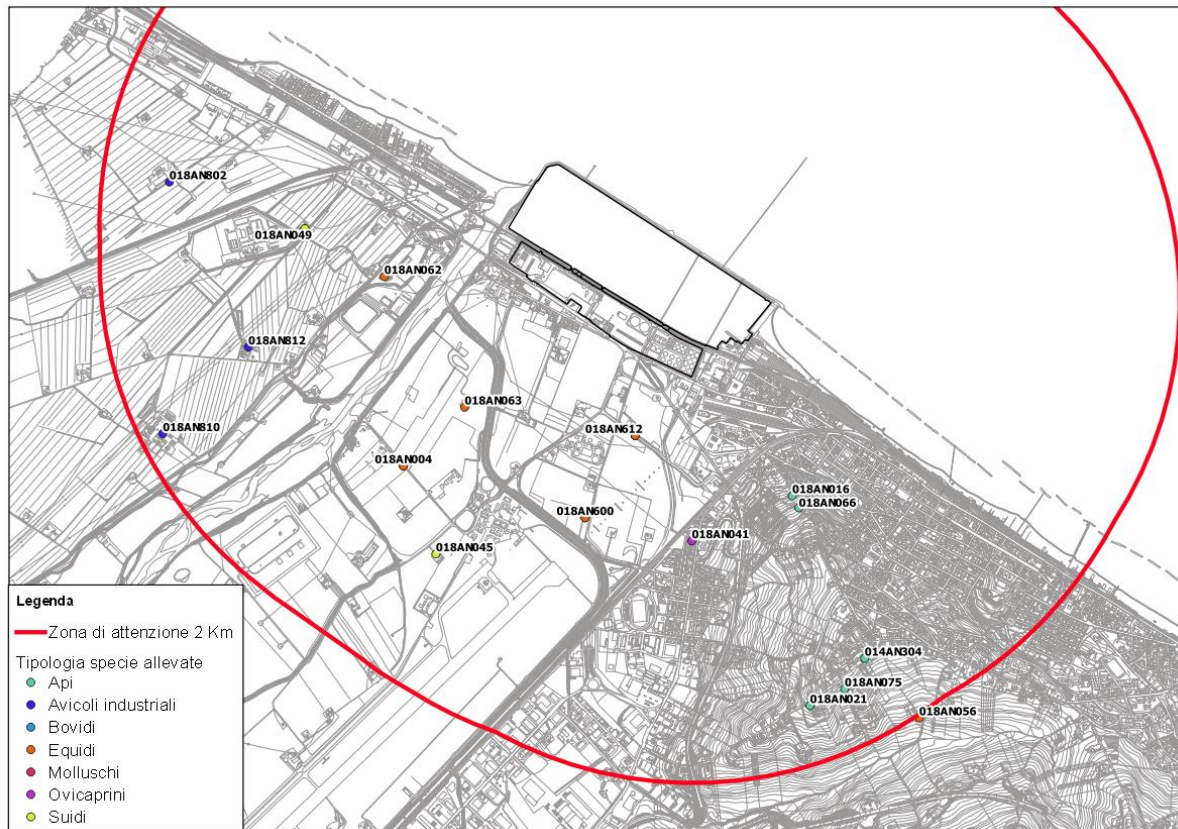 018AN802
018AN049
018AN062
018AN812
018AN063
018AN810
018AN612
018AN004
018AN016
018AN066
018AN600
018AN041
018AN045
014AN304
018AN075
018AN021
018AN056
Legenda
Zona di attenzione 2 Km
Tipologia specie allevate
Api
Avicoli industriali
Bovidi
Equidi
Molluschi
Ovicaprini
Suidi